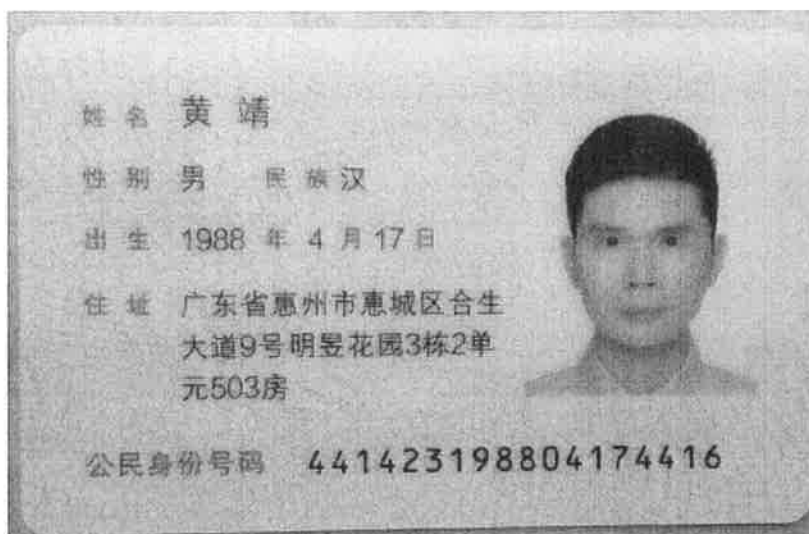 姓名 黄靖
性别 男 民族 汉
出生 1988 年 4 月 17 日
住址 广东省惠州市惠城区合生
大道9号明昱花园3栋2单
元503房
公民身份号码 441423198804174416